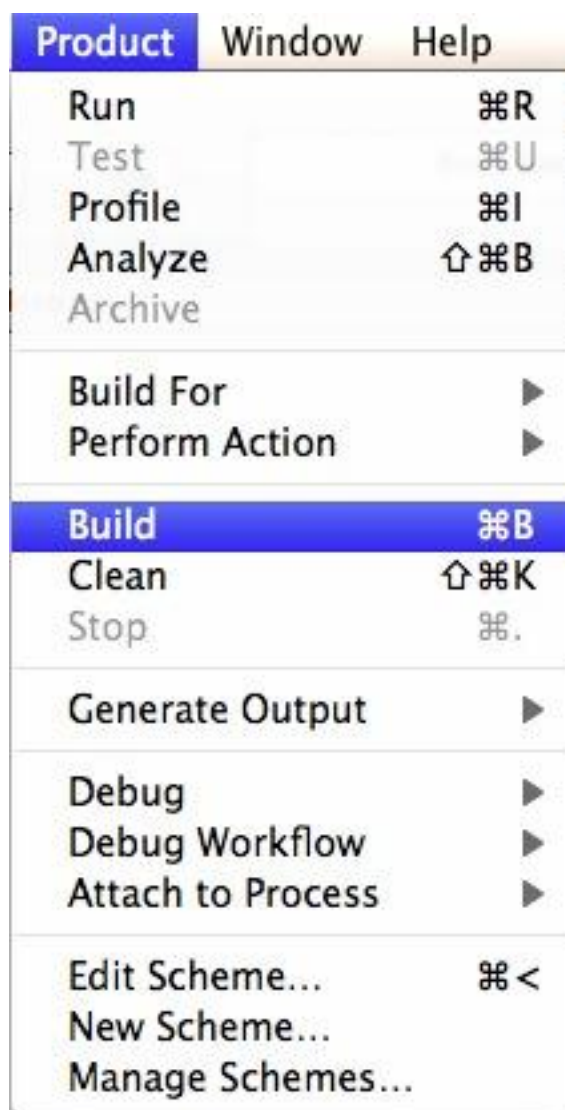 Product Window Help
Run ⌘R
Test ⌘U
Profile ⌘I
Analyze ⇧⌘B
Archive
Build For ▶
Perform Action ▶
Build ⌘B
Clean ⇧⌘K
Stop ⌘.
Generate Output ▶
Debug ▶
Debug Workflow ▶
Attach to Process ▶
Edit Scheme... ⌘<
New Scheme...
Manage Schemes...